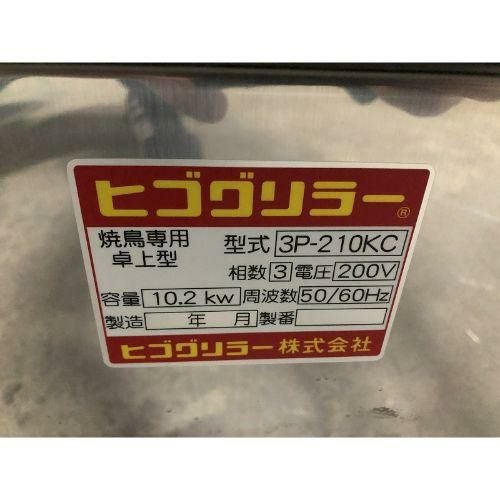 ヒゴグリラー®
焼鳥専用
卓上型
型式 3P-210KC
相数 3 電圧 200V
容量 10.2 kw 周波数 50/60Hz
製造 年 月 製番
ヒゴグリラー株式会社